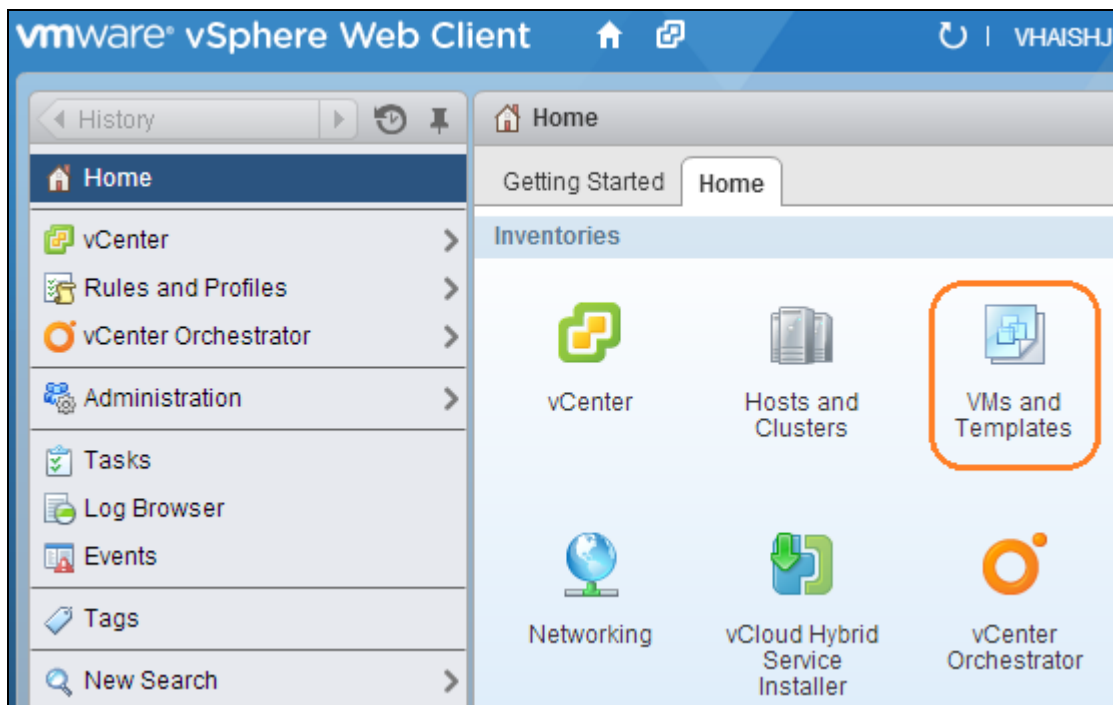 vmware® vSphere Web Client
VHAISHJ
History
Home
vCenter
Rules and Profiles
vCenter Orchestrator
Administration
Tasks
Log Browser
Events
Tags
New Search
Home
Getting Started Home
Inventories
vCenter
Hosts and
Clusters
VMs and
Templates
Networking
vCloud Hybrid
Service
Installer
vCenter
Orchestrator